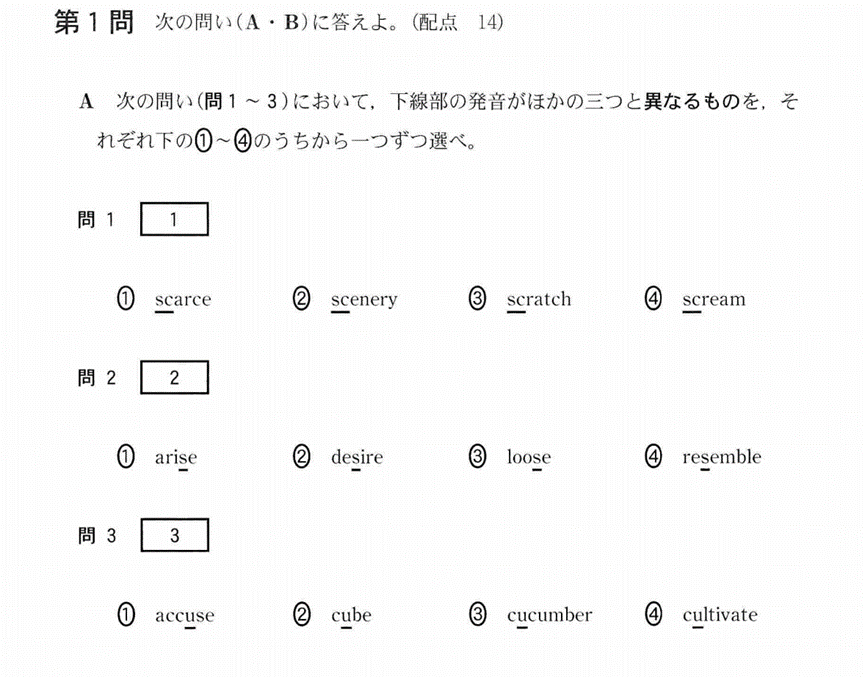 第1問 次の問い(A・B)に答えよ。(配点 14)
A 次の問い(問1～3)において，下線部の発音がほかの三つと異なるものを，そ
れぞれ下の①～④のうちから一つずつ選べ。
問1 1
① scarce ② scenery ③ scratch ④ scream
問2 2
① arise ② desire ③ loose ④ resemble
問3 3
① accuse ② cube ③ cucumber ④ cultivate